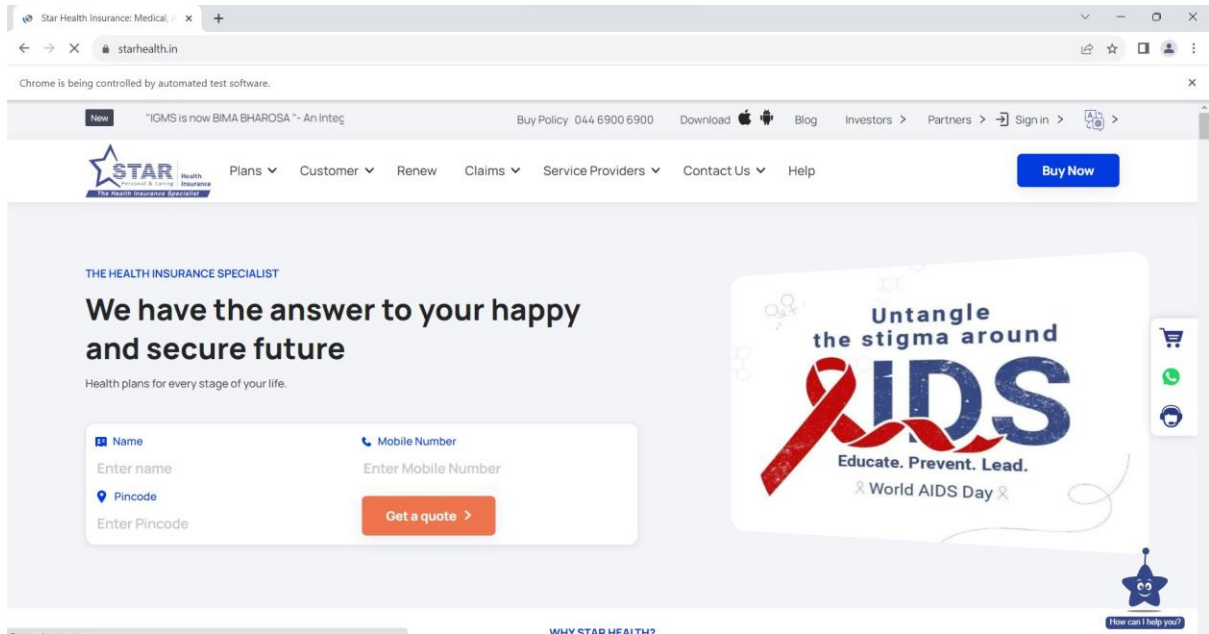 Star Health Insurance: Medical, /
starhealth.in
Chrome is being controlled by automated test software.
New "IGMS is now BIMA BHAROSA "- An Integ Buy Policy 044 6900 6900 Download Blog Investors > Partners > Sign in > >
STAR Health Insurance
Personal & Caring
The Health Insurance Specialist
Plans Customer Renew Claims Service Providers Contact Us Help Buy Now
THE HEALTH INSURANCE SPECIALIST
We have the answer to your happy
and secure future
Health plans for every stage of your life.
Name Mobile Number
Enter name Enter Mobile Number
Pincode
Enter Pincode Get a quote >
Untangle
the stigma around
AIDS
Educate. Prevent. Lead.
World AIDS Day
How can I help you?
WHY STAR HEALTH?